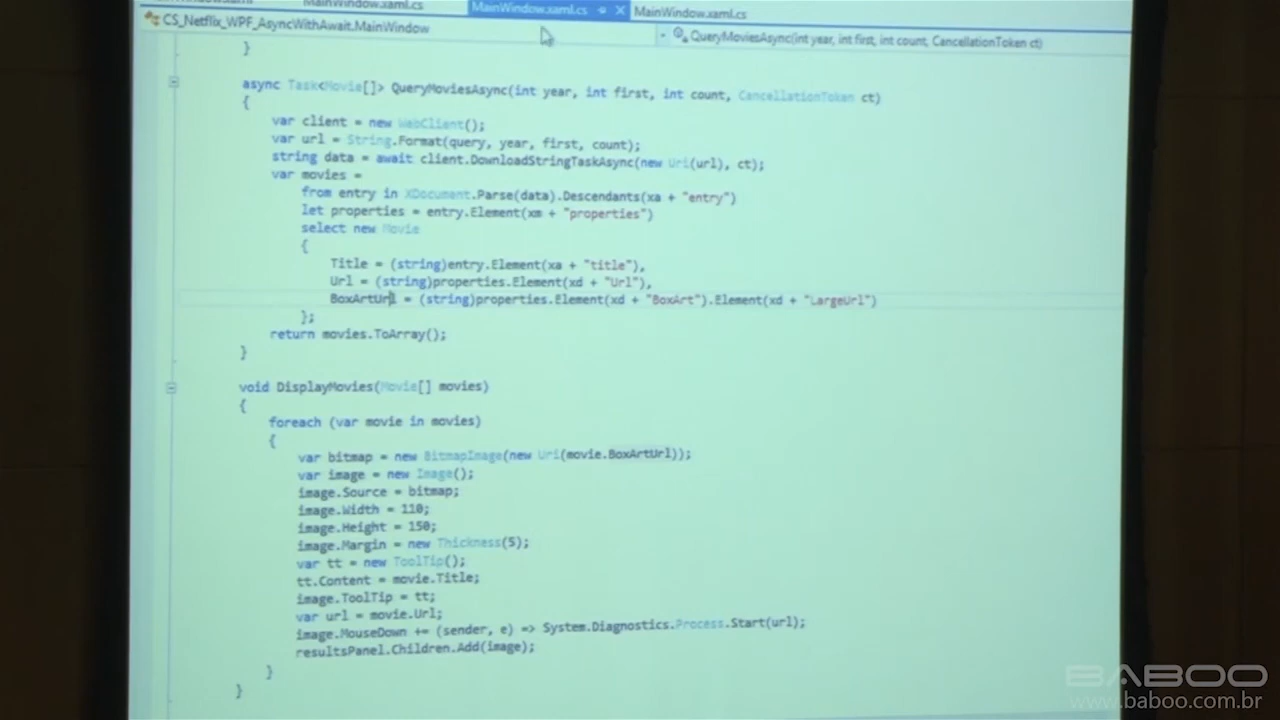 MainWindow.xaml.cs
MainWindow.xaml.cs
MainWindow.xaml.cs
CS_Netflix_WPF_AsyncWithAwait.MainWindow
QueryMoviesAsync(int year, int first, int count, CancellationToken ct)
}
async Task<Movie[]> QueryMoviesAsync(int year, int first, int count, CancellationToken ct)
{
var client = new WebClient();
var url = String.Format(query, year, first, count);
string data = await client.DownloadStringTaskAsync(new Uri(url), ct);
var movies =
from entry in XDocument.Parse(data).Descendants(xa + "entry")
let properties = entry.Element(xm + "properties")
select new Movie
{
Title = (string)entry.Element(xa + "title"),
Url = (string)properties.Element(xd + "Url"),
BoxArtUrl = (string)properties.Element(xd + "BoxArt").Element(xd + "LargeUrl")
};
return movies.ToArray();
}
void DisplayMovies(Movie[] movies)
{
foreach (var movie in movies)
{
var bitmap = new BitmapImage(new Uri(movie.BoxArtUrl));
var image = new Image();
image.Source = bitmap;
image.Width = 110;
image.Height = 150;
image.Margin = new Thickness(5);
var tt = new ToolTip();
tt.Content = movie.Title;
image.ToolTip = tt;
var url = movie.Url;
image.MouseDown += (sender, e) => System.Diagnostics.Process.Start(url);
resultsPanel.Children.Add(image);
}
}
BABOO
www.baboo.com.br